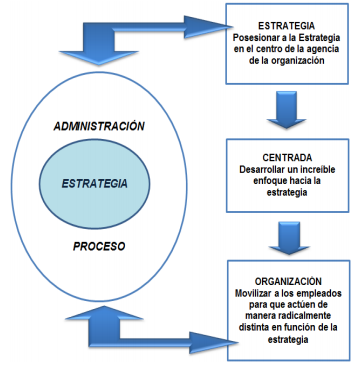 ESTRATEGIA
Posesionar a la Estrategia
en el centro de la agencia
de la organización
ADMINISTRACIÓN
ESTRATEGIA
PROCESO
CENTRADA
Desarrollar un increíble
enfoque hacia la
estrategia
ORGANIZACIÓN
Movilizar a los empleados
para que actúen de
manera radicalmente
distinta en función de la
estrategia